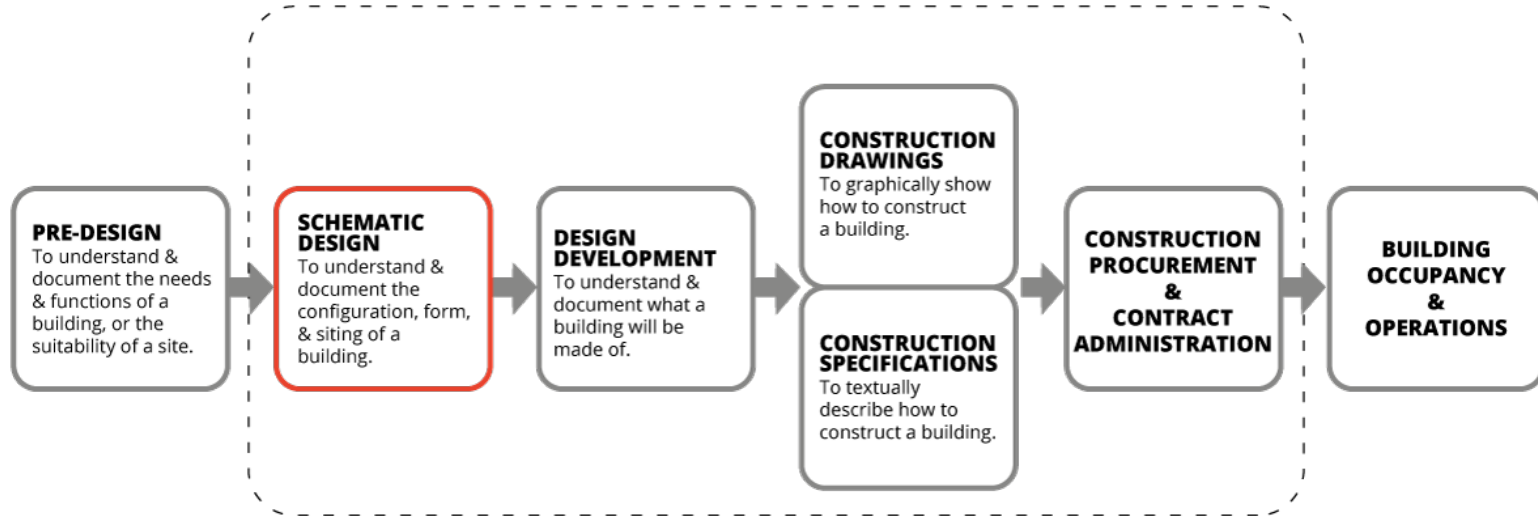 PRE-DESIGN
To understand &
document the needs
& functions of a
building, or the
suitability of a site.
SCHEMATIC
DESIGN
To understand &
document the
configuration, form,
& siting of a
building.
DESIGN
DEVELOPMENT
To understand &
document what a
building will be
made of.
CONSTRUCTION
DRAWINGS
To graphically show
how to construct
a building.
CONSTRUCTION
SPECIFICATIONS
To textually
describe how to
construct a building.
CONSTRUCTION
PROCUREMENT
&
CONTRACT
ADMINISTRATION
BUILDING
OCCUPANCY
&
OPERATIONS